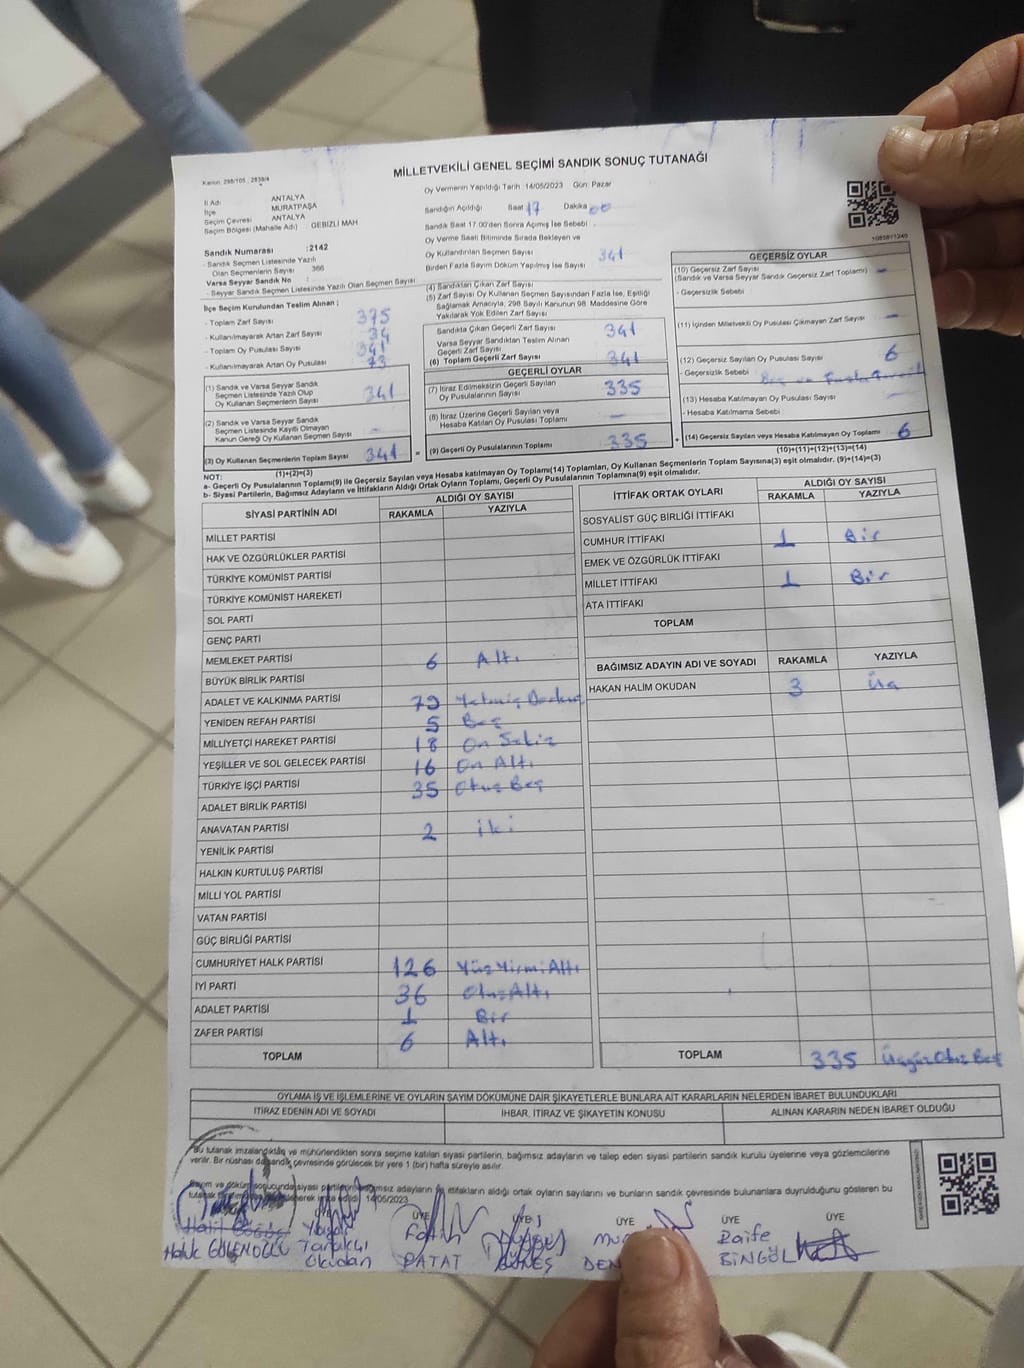 MİLLETVEKİLİ GENEL SEÇİMİ SANDIK SONUÇ TUTANAĞI
Kanun: 298/105 ; 2839/4
İl Adı ANTALYA
İlçe MURATPAŞA
Seçim Çevresi ANTALYA
Seçim Bölgesi (Mahalle Adı) GEBIZLI MAH
Sandık Numarası :2142
- Sandık Seçmen Listesinde Yazılı
Olan Seçmenlerin Sayısı 366
Varsa Seyyar Sandık No :
- Seyyar Sandık Seçmen Listesinde Yazılı Olan Seçmen Sayısı
İlçe Seçim Kurulundan Teslim Alınan ;
- Toplam Zarf Sayısı 375
- Kullanılmayarak Artan Zarf Sayısı 34
- Toplam Oy Pusulası Sayısı
- Kullanılmayarak Artan Oy Pusulası
(1) Sandık ve Varsa Seyyar Sandık
Seçmen Listesinde Yazılı Olup
Oy Kullanan Seçmenlerin Sayısı 341
(2) Sandık ve Varsa Seyyar Sandık
Seçmen Listesinde Kayıtlı Olmayan
Kanun Gereği Oy Kullanan Seçmen Sayısı -
(3) Oy Kullanan Seçmenlerin Toplam Sayısı 341
(1)+(2)=(3)
Oy Vermenin Yapıldığı Tarih :14/05/2023 Gün: Pazar
Sandığın Açıldığı Saat 17 Dakika 00
Sandık Saat 17.00'den Sonra Açılmış İse Sebebi
Oy Verme Saati Bitiminde Sırada Bekleyen ve
Oy Kullandırılan Seçmen Sayısı 341
Birden Fazla Sayım Döküm Yapılmış İse Sayısı
(4) Sandıktan Çıkan Zarf Sayısı
(5) Zarf Sayısı Oy Kullanan Seçmen Sayısından Fazla İse, Eşitliği
Sağlamak Amacıyla; 298 Sayılı Kanunun 98. Maddesine Göre
Yakılarak Yok Edilen Zarf Sayısı
Sandıkta Çıkan Geçerli Zarf Sayısı 341
Varsa Seyyar Sandıktan Teslim Alınan
Geçerli Zarf Sayısı
(6) Toplam Geçerli Zarf Sayısı 341
GEÇERLİ OYLAR
(7) İtiraz Edilmeksizin Geçerli Sayılan
Oy Pusulalarının Sayısı 335
(8) İtiraz Üzerine Geçerli Sayılan veya
Hesaba Katılan Oy Pusulası Toplamı -
= (9) Geçerli Oy Pusulalarının Toplamı 335 +
1085971240
GEÇERSİZ OYLAR
(10) Geçersiz Zarf Sayısı
(Sandık ve Varsa Seyyar Sandık Geçersiz Zarf Toplamı) -
- Geçersizlik Sebebi
(11) İçinden Milletvekili Oy Pusulası Çıkmayan Zarf Sayısı -
(12) Geçersiz Sayılan Oy Pusulası Sayısı 6
- Geçersizlik Sebebi
(13) Hesaba Katılmayan Oy Pusulası Sayısı -
- Hesaba Katılmama Sebebi
(14) Geçersiz Sayılan veya Hesaba Katılmayan Oy Toplamı 6
(10)+(11)+(12)+(13)=(14)
NOT:
a- Geçerli Oy Pusulalarının Toplamı(9) ile Geçersiz Sayılan veya Hesaba katılmayan Oy Toplamı(14) Toplamları, Oy Kullanan Seçmenlerin Toplam Sayısına(3) eşit olmalıdır. (9)+(14)=(3)
b- Siyasi Partilerin, Bağımsız Adayların ve İttifakların Aldığı Ortak Oyların Toplamı, Geçerli Oy Pusulalarının Toplamına(9) eşit olmalıdır.
SİYASİ PARTİNİN ADI ALDIĞI OY SAYISI
RAKAMLA YAZIYLA
MİLLET PARTİSİ
HAK VE ÖZGÜRLÜKLER PARTİSİ
TÜRKİYE KOMÜNİST PARTİSİ
TÜRKİYE KOMÜNİST HAREKETİ
SOL PARTİ
GENÇ PARTİ
MEMLEKET PARTİSİ 6 Altı
BÜYÜK BİRLİK PARTİSİ
ADALET VE KALKINMA PARTİSİ 79
YENİDEN REFAH PARTİSİ 5 Beş
MİLLİYETÇİ HAREKET PARTİSİ 18 On Sekiz
YEŞİLLER VE SOL GELECEK PARTİSİ 16 On Altı
TÜRKİYE İŞÇİ PARTİSİ 35 Otuz Beş
ADALET BİRLİK PARTİSİ
ANAVATAN PARTİSİ 2 iki
YENİLİK PARTİSİ
HALKIN KURTULUŞ PARTİSİ
MİLLİ YOL PARTİSİ
VATAN PARTİSİ
GÜÇ BİRLİĞİ PARTİSİ
CUMHURİYET HALK PARTİSİ 126 Yüz Yirmi Altı
İYİ PARTİ 36 Otuz Altı
ADALET PARTİSİ 1 Bir
ZAFER PARTİSİ 6 Altı
TOPLAM
İTTİFAK ORTAK OYLARI ALDIĞI OY SAYISI
RAKAMLA YAZIYLA
SOSYALİST GÜÇ BİRLİĞİ İTTİFAKI
CUMHUR İTTİFAKI 1 Bir
EMEK VE ÖZGÜRLÜK İTTİFAKI
MİLLET İTTİFAKI 1 Bir
ATA İTTİFAKI
TOPLAM
BAĞIMSIZ ADAYIN ADI VE SOYADI RAKAMLA YAZIYLA
HAKAN HALİM OKUDAN 3 Üç
TOPLAM 335 Üçyüz Otuz Beş
OYLAMA İŞ VE İŞLEMLERİNE VE OYLARIN SAYIM DÖKÜMÜNE DAİR ŞİKAYETLERLE BUNLARA AİT KARARLARIN NELERDEN İBARET BULUNDUKLARI
İTİRAZ EDENİN ADI VE SOYADI İHBAR, İTİRAZ VE ŞİKAYETİN KONUSU ALINAN KARARIN NEDEN İBARET OLDUĞU
Bu tutanak imzalandıktan ve mühürlendikten sonra seçime katılan siyasi partilerin, bağımsız adayların ve talep eden siyasi partilerin sandık kurulu üyelerine veya gözlemcilerine
verilir. Bir nüshası da sandık çevresinde görülecek bir yere 1 (bir) hafta süreyle asılır.
Sayım ve döküm sonucunda siyasi partilerin, bağımsız adayların ve ittifakların aldığı ortak oyların sayılarını ve bunların sandık çevresinde bulunanlara duyrulduğunu gösteren bu
14/05/2023
ÜYE ÜYE ÜYE ÜYE ÜYE
Haluk GÜLENOĞLU
Okudan
Fatih PATAT
GÜNEŞ
Raife BİNGÖL